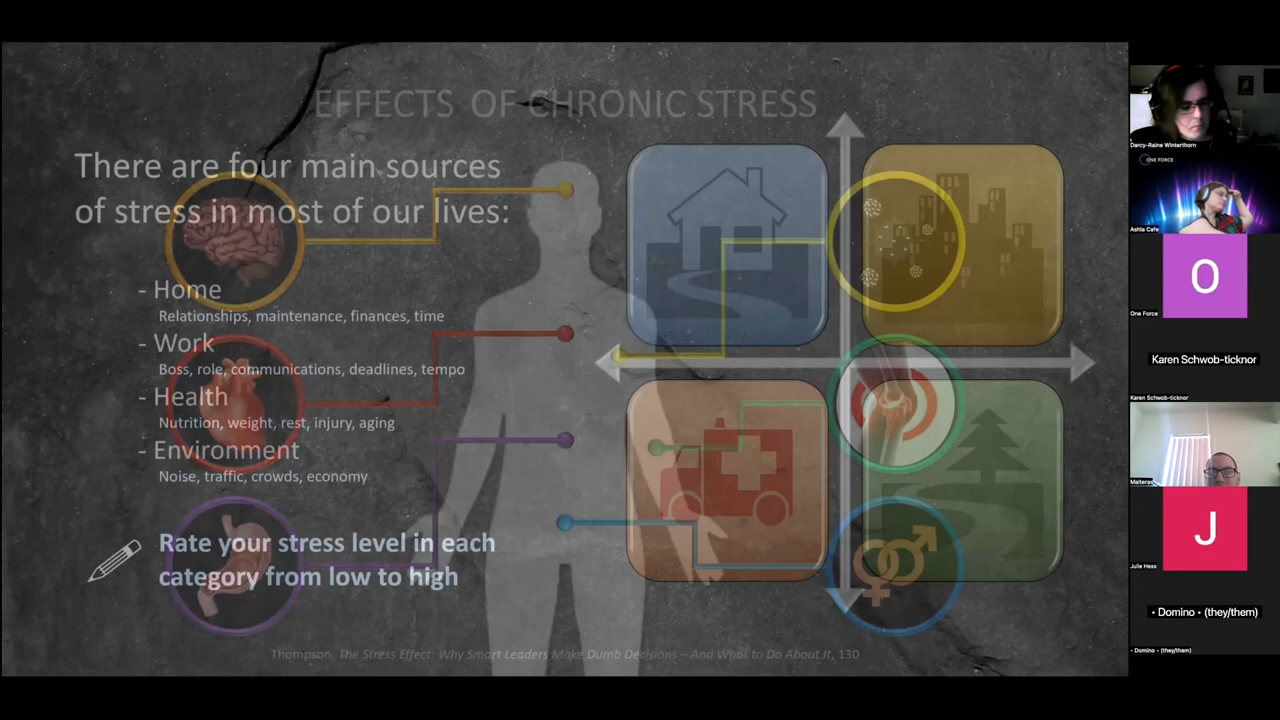 EFFECTS OF CHRONIC STRESS
There are four main sources
of stress in most of our lives:
- Home
Relationships, maintenance, finances, time
- Work
Boss, role, communications, deadlines, tempo
- Health
Nutrition, weight, rest, injury, aging
- Environment
Noise, traffic, crowds, economy
Rate your stress level in each
category from low to high
Thompson, The Stress Effect: Why Smart Leaders Make Dumb Decisions – And What to Do About It, 130
Darcy-Raine Winterthorn
ONE FORCE
Ashla Cafe
O
One Force
Karen Schwob-ticknor
Karen Schwob-ticknor
Malteras
J
Julie Hess
• Domino • (they/them)
• Domino • (they/them)